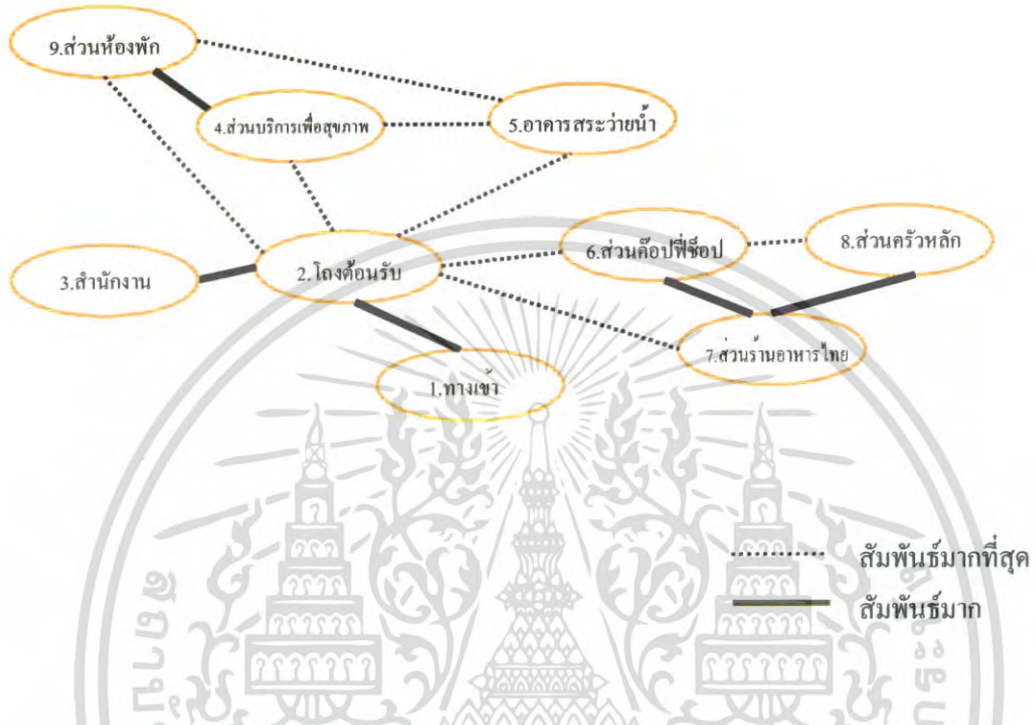 9.ส่วนห้องพัก
4.ส่วนบริการเพื่อสุขภาพ
5.อาคารสระว่ายน้ำ
3.สำนักงาน
2.โถงต้อนรับ
6.ส่วนค๊อปฟี่ช็อป
8.ส่วนครัวหลัก
7.ส่วนร้านอาหารไทย
1.ทางเข้า
สัมพันธ์มากที่สุด
สัมพันธ์มาก